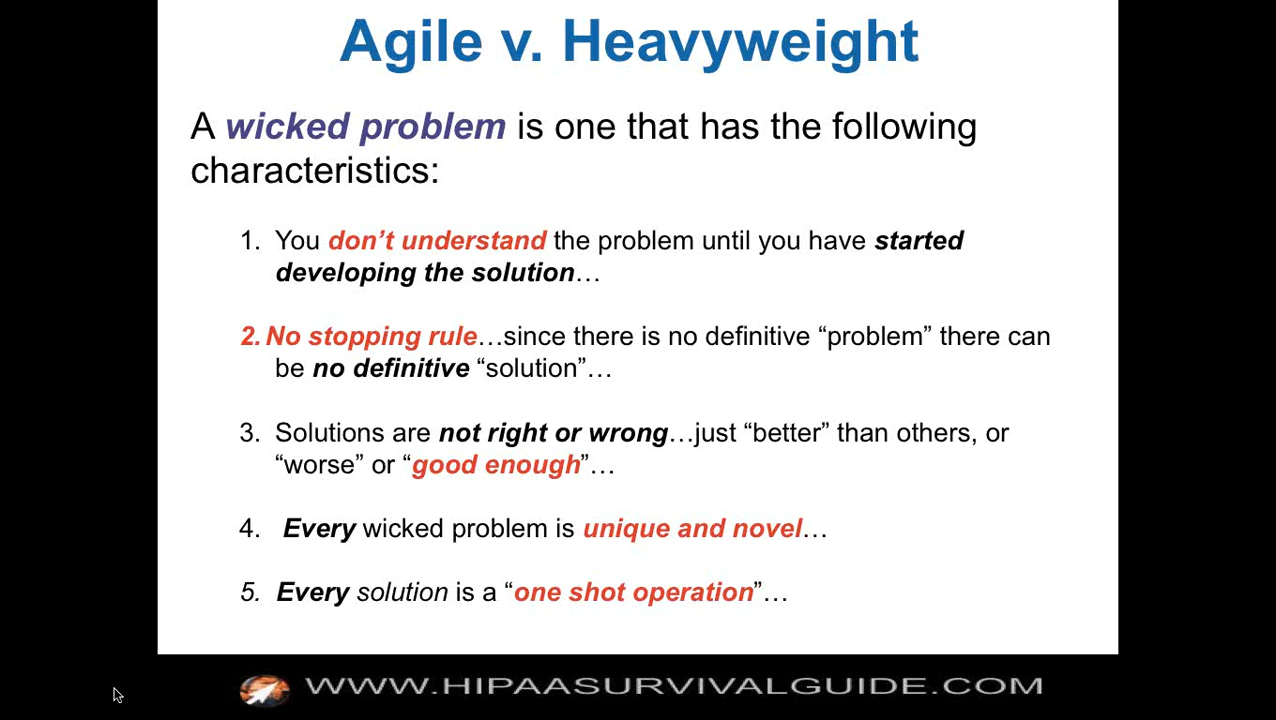 Agile v. Heavyweight
A wicked problem is one that has the following
characteristics:
1. You don’t understand the problem until you have started
developing the solution…
2. No stopping rule…since there is no definitive “problem” there can
be no definitive “solution”…
3. Solutions are not right or wrong…just “better” than others, or
“worse” or “good enough”…
4. Every wicked problem is unique and novel…
5. Every solution is a “one shot operation”…
WWW.HIPAASURVIVALGUIDE.COM